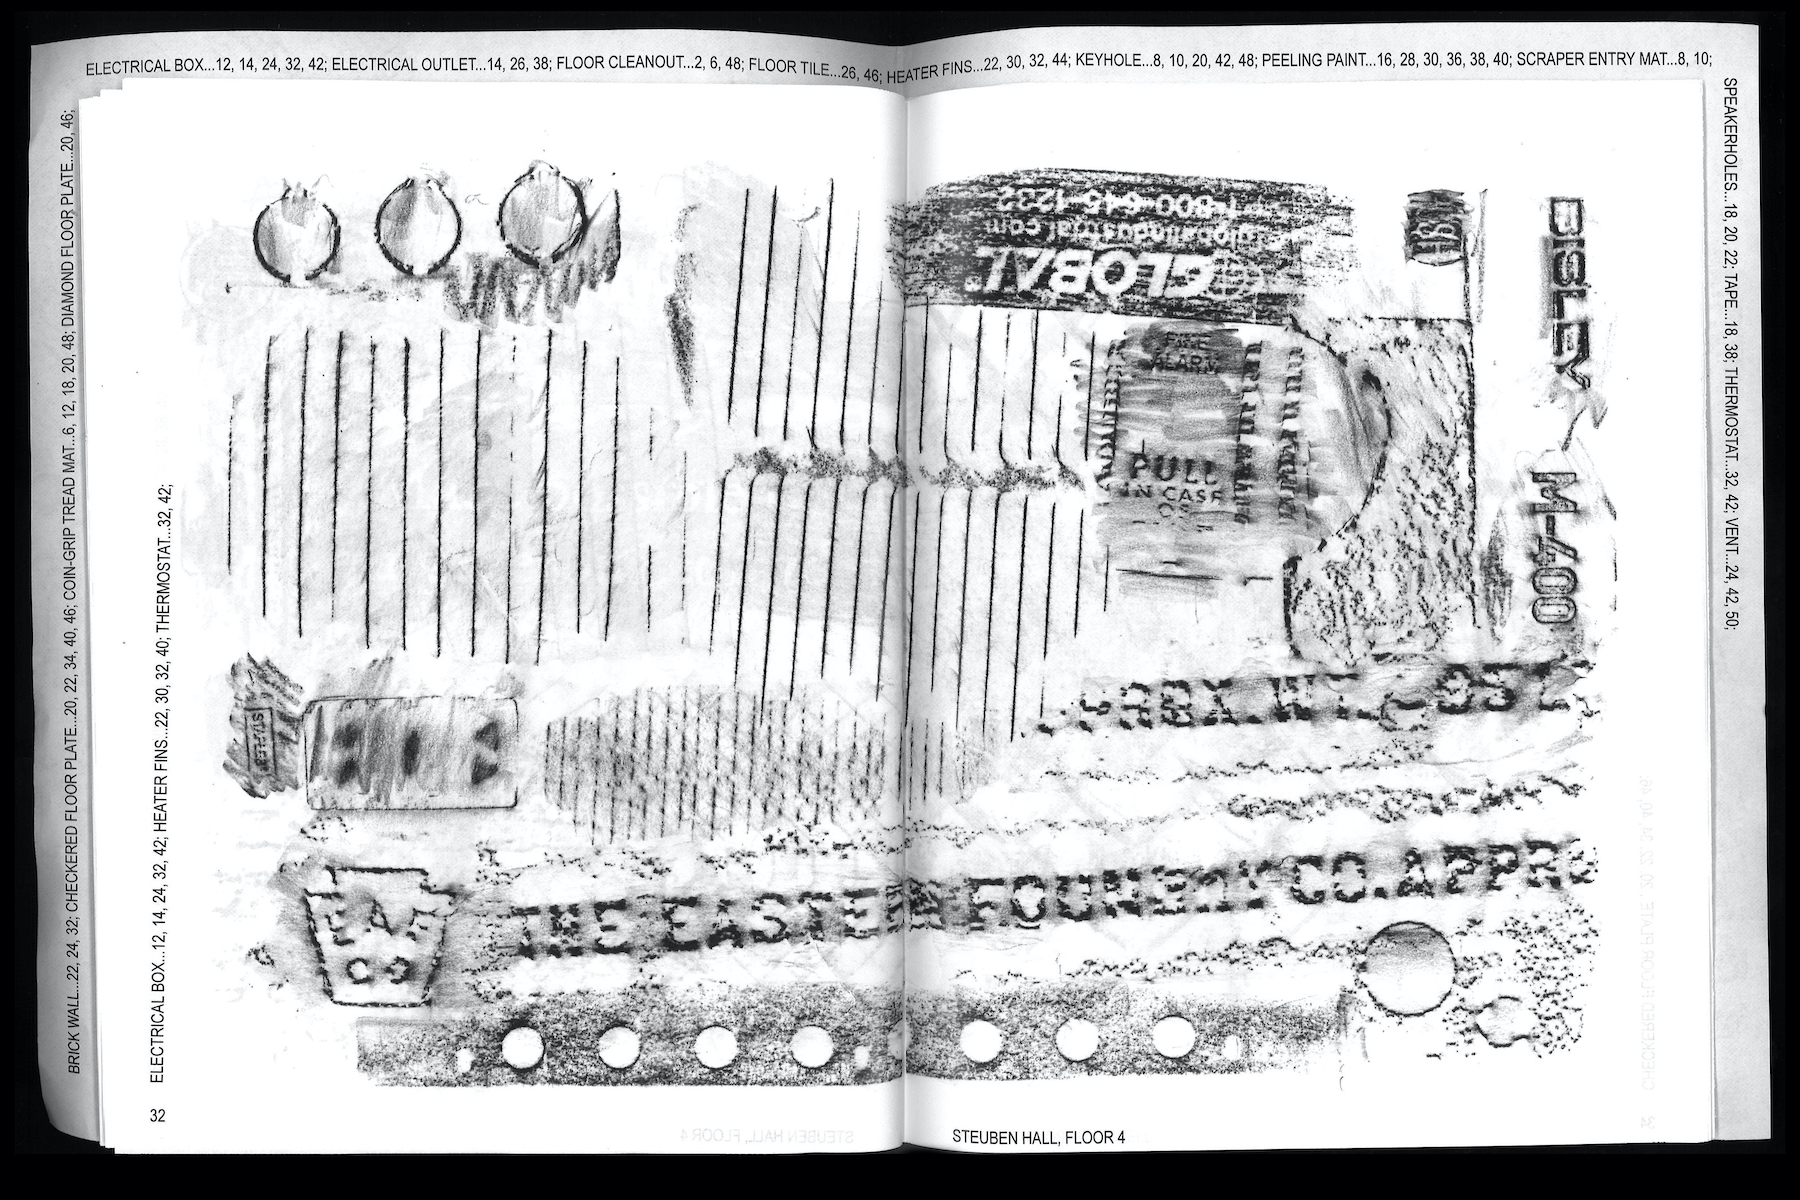 ELECTRICAL BOX...12, 14, 24, 32, 42; ELECTRICAL OUTLET...14, 26, 38; FLOOR CLEANOUT...2, 6, 48; FLOOR TILE...26, 46; HEATER FINS...22, 30, 32, 44; KEYHOLE...8, 10, 20, 42, 48; PEELING PAINT...16, 28, 30, 36, 38, 40; SCRAPER ENTRY MAT...8, 10;
SPEAKERHOLES...18, 20, 22; TAPE...18, 38; THERMOSTAT...32, 42; VENT...24, 42, 50;
BRICK WALL...22, 24, 32; CHECKERED FLOOR PLATE...20, 22, 34, 40, 46; COIN-GRIP TREAD MAT...6, 12, 18, 20, 48; DIAMOND FLOOR PLATE...20, 46;
ELECTRICAL BOX...12, 14, 24, 32, 42; HEATER FINS...22, 30, 32, 40; THERMOSTAT...32, 42;
1-800-645-1232
globalindustrial.com
GLOBAL
BISLEY
FIRE
ALARM
PULL
IN CASE
M-400
THE EASTERN FOUNDRY CO. APPR
CO
32
STEUBEN HALL, FLOOR 4
STEUBEN HALL, FLOOR 4